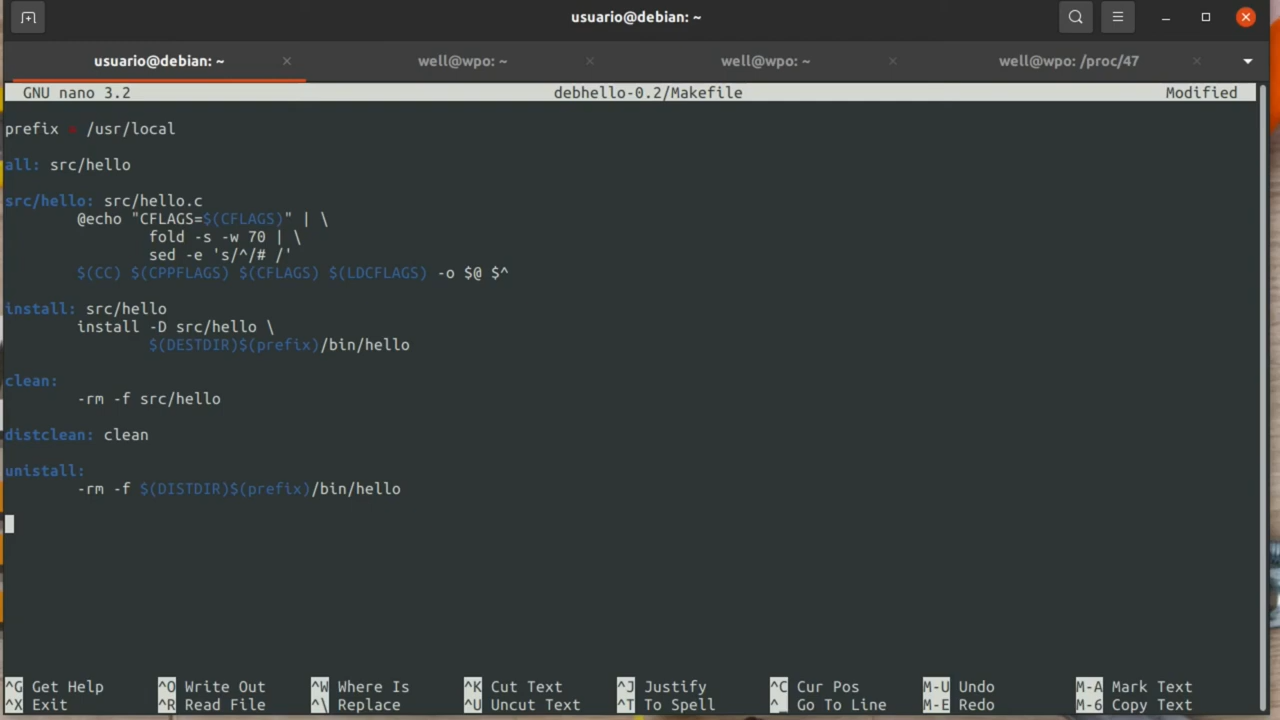 usuario@debian: ~
usuario@debian: ~ × well@wpo: ~ × well@wpo: ~ × well@wpo: /proc/47 ×
GNU nano 3.2 debhello-0.2/Makefile Modified
prefix = /usr/local
all: src/hello
src/hello: src/hello.c
@echo "CFLAGS=$(CFLAGS)" | \
fold -s -w 70 | \
sed -e 's/^/# /'
$(CC) $(CPPFLAGS) $(CFLAGS) $(LDCFLAGS) -o $@ $^
install: src/hello
install -D src/hello \
$(DESTDIR)$(prefix)/bin/hello
clean:
-rm -f src/hello
distclean: clean
unistall:
-rm -f $(DISTDIR)$(prefix)/bin/hello
^G Get Help ^O Write Out ^W Where Is ^K Cut Text ^J Justify ^C Cur Pos M-U Undo M-A Mark Text
^X Exit ^R Read File ^\ Replace ^U Uncut Text ^T To Spell ^_ Go To Line M-E Redo M-6 Copy Text